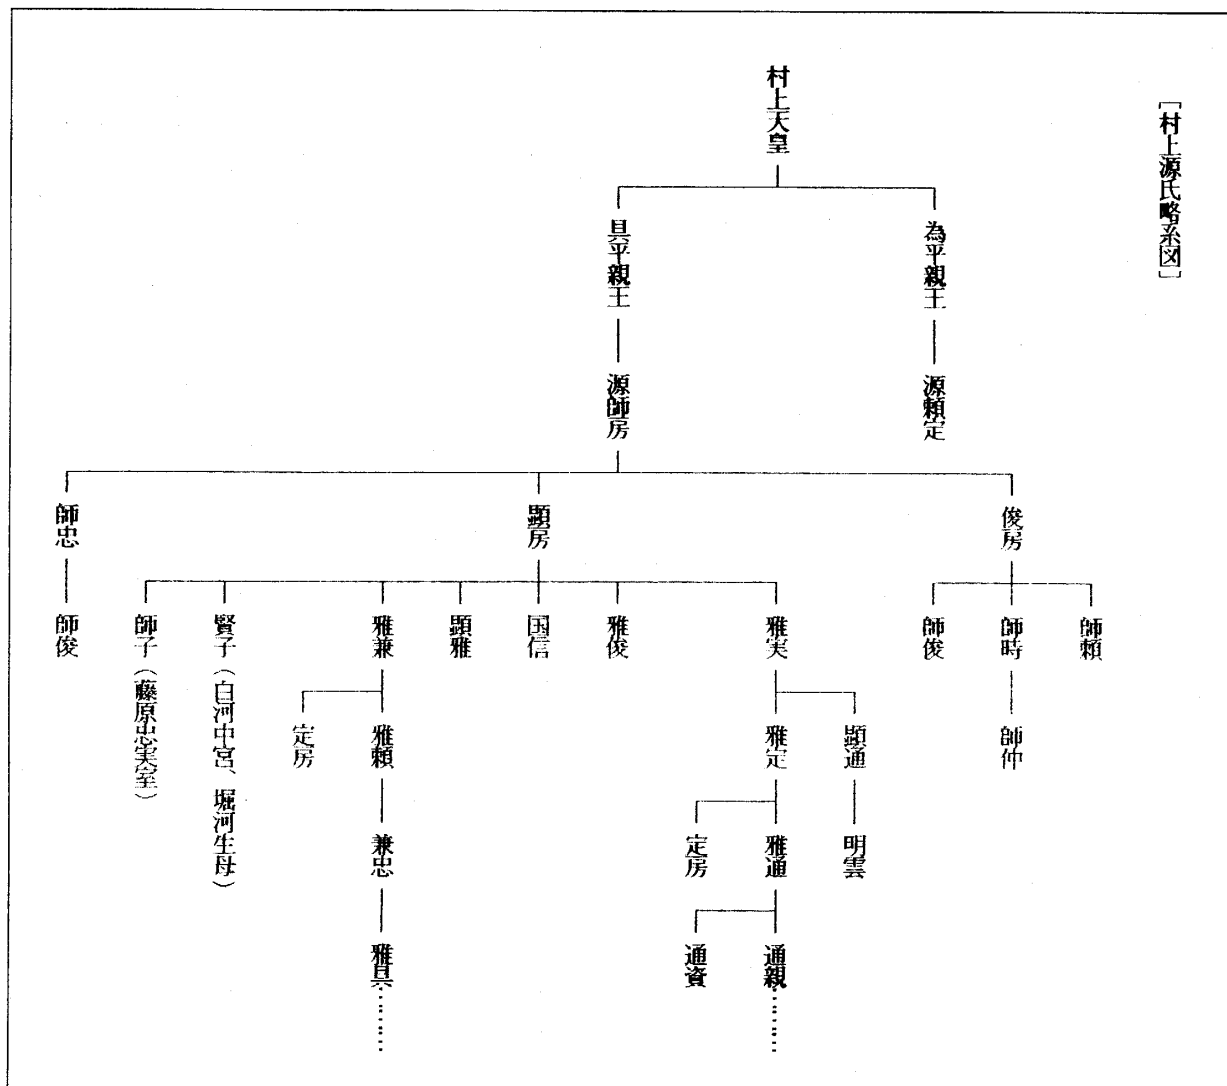 ［村上源氏略系図］
村上天皇
為平親王
源頼定
具平親王
源師房
俊房
師頼
師時
師仲
師俊
顕房
雅実
顕通
明雲
雅定
雅通
通親………
通資
定房
雅俊
国信
顕雅
雅兼
雅頼
兼忠
雅具………
定房
賢子（白河中宮、堀河生母）
師子（藤原忠実室）
師忠
師俊